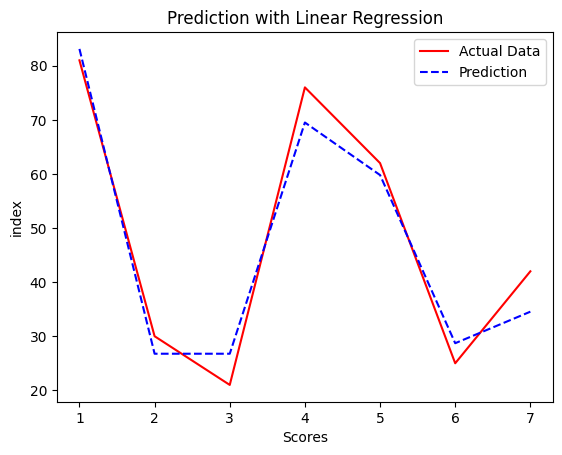 Prediction with Linear Regression
Actual Data
Prediction
80
70
60
50
40
30
20
index
1 2 3 4 5 6 7
Scores